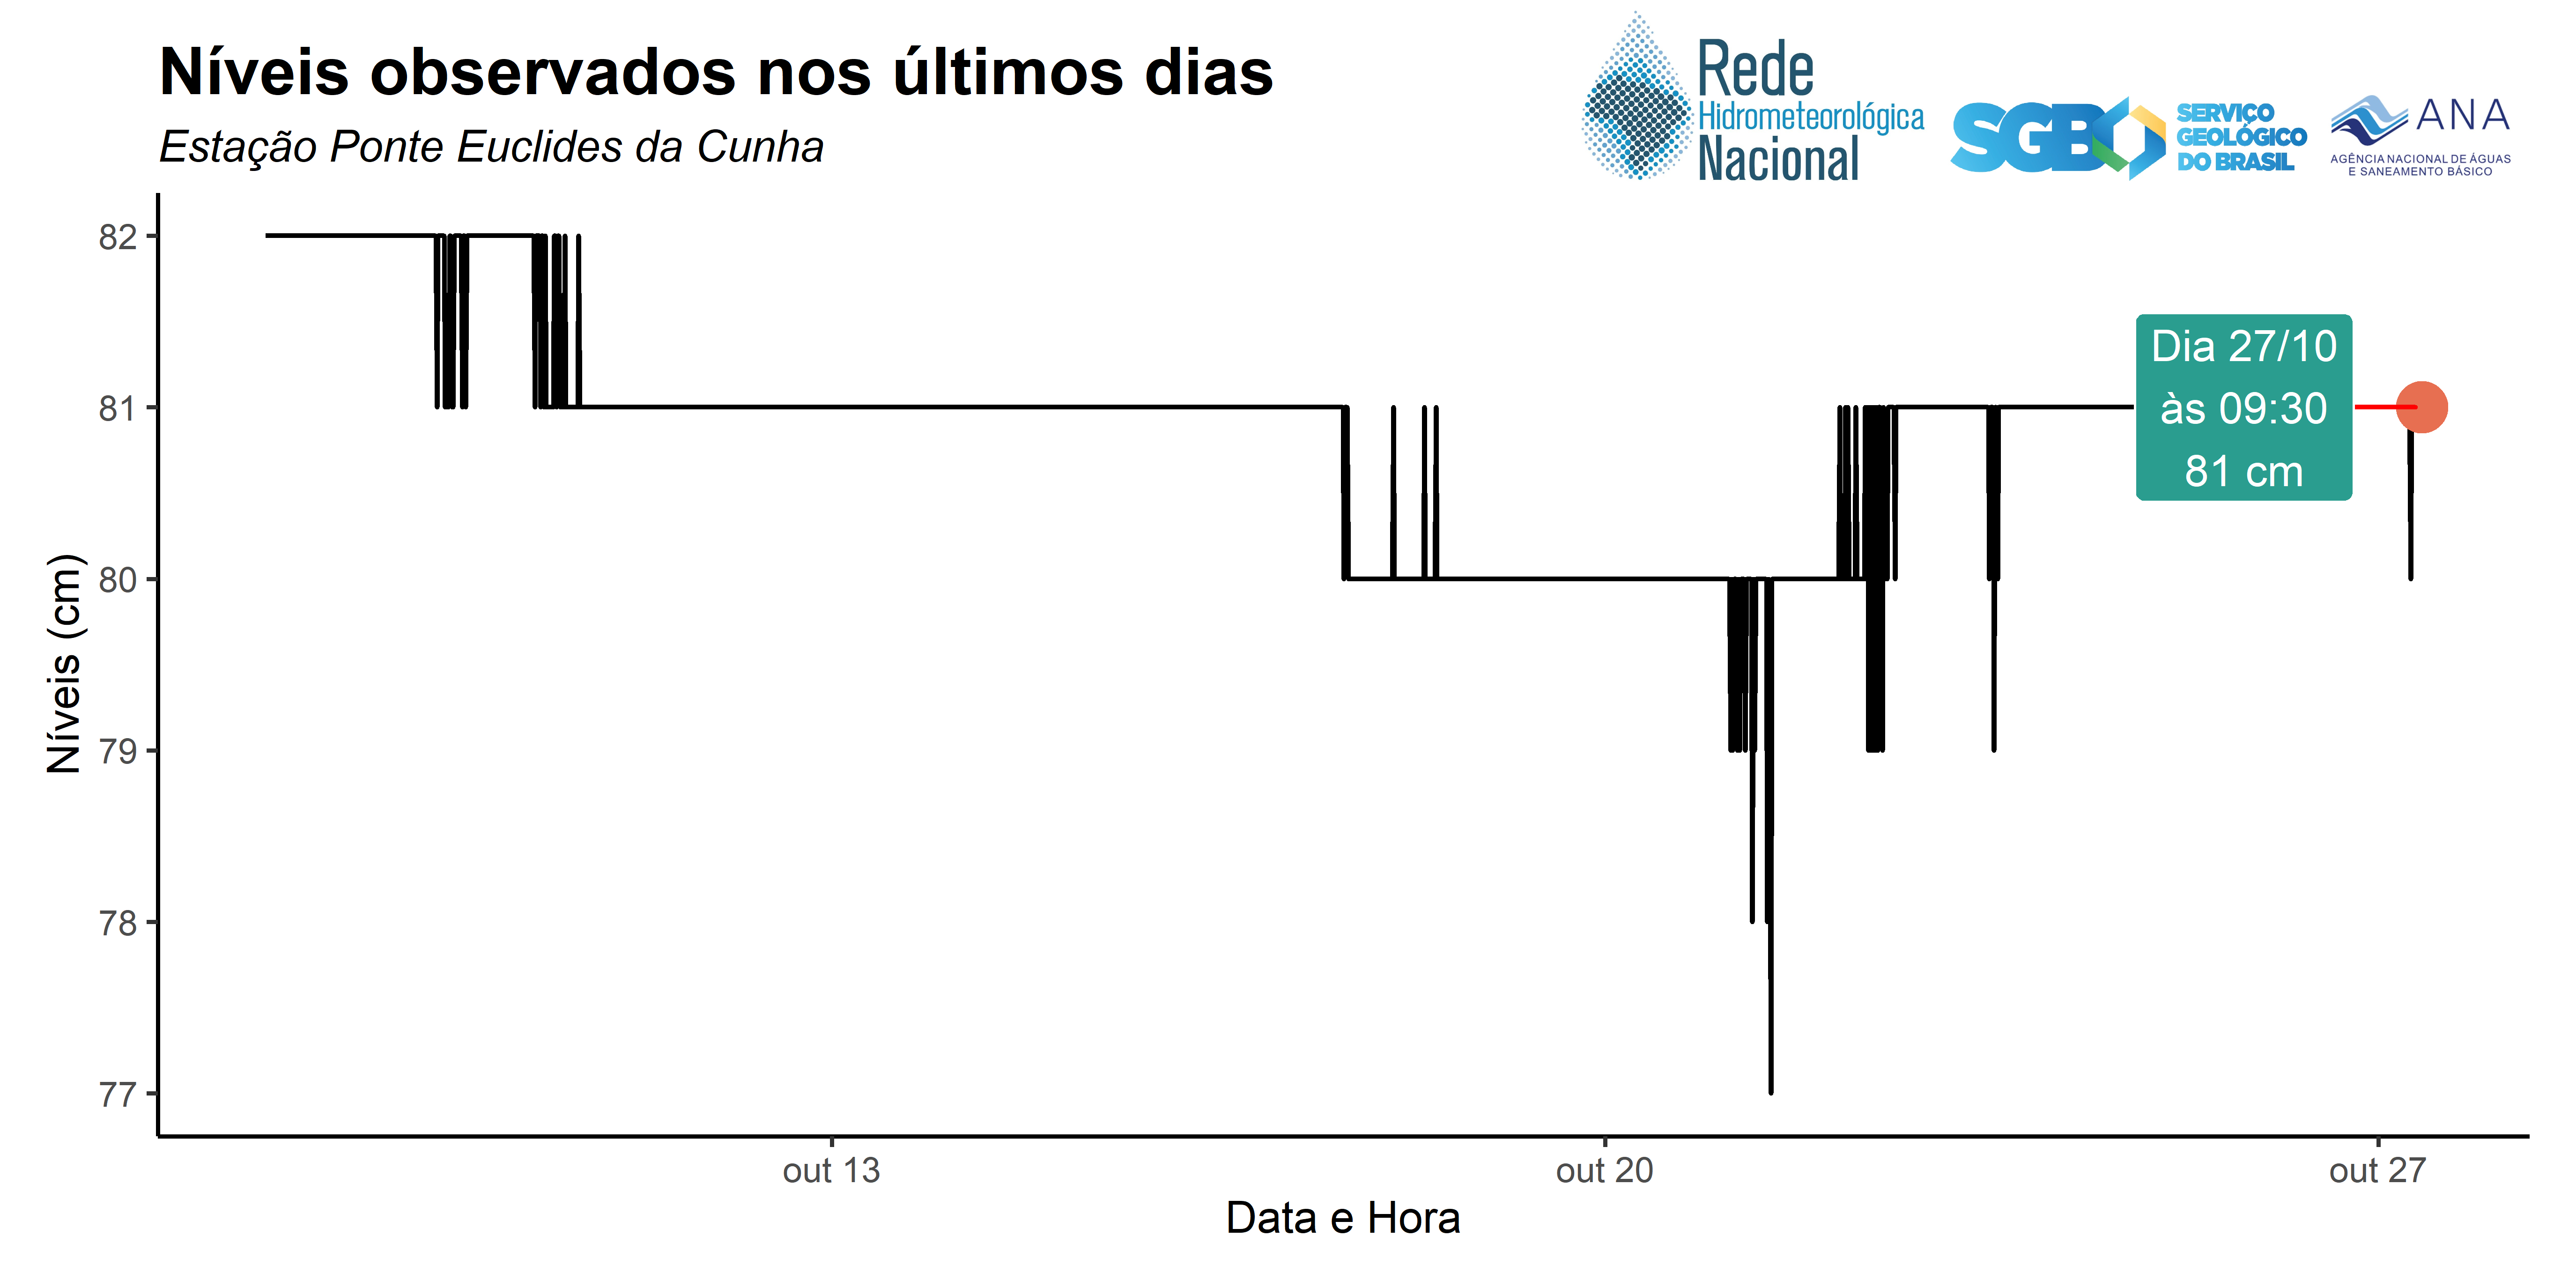 Níveis observados nos últimos dias
Estação Ponte Euclides da Cunha
Rede
Hidrometeorológica
Nacional
SGB
SERVIÇO
GEOLÓGICO
DO BRASIL
ANA
AGÊNCIA NACIONAL DE ÁGUAS
E SANEAMENTO BÁSICO
Níveis (cm)
82
81
80
79
78
77
Dia 27/10
às 09:30
81 cm
out 13
out 20
out 27
Data e Hora